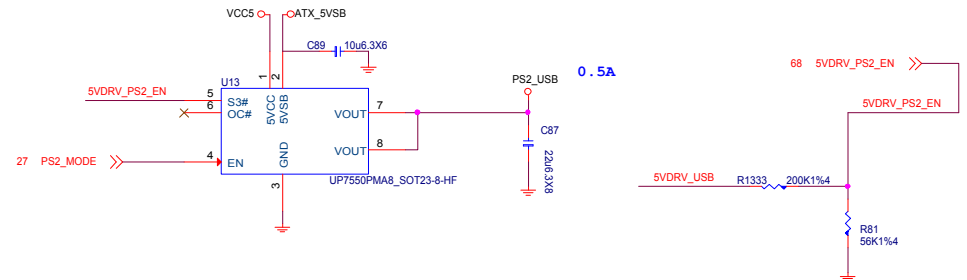 VCC5
ATX_5VSB
C89
10u6.3X6
U13
1
2
5VDRV_PS2_EN
5
6
S3#
OC#
5VCC
5VSB
VOUT
7
VOUT
8
27 PS2_MODE
4
EN
GND
3
UP7550PMA8_SOT23-8-HF
PS2_USB
0.5A
C87
22u6.3X8
68 5VDRV_PS2_EN
5VDRV_PS2_EN
5VDRV_USB
R1333
200K1%4
R81
56K1%4